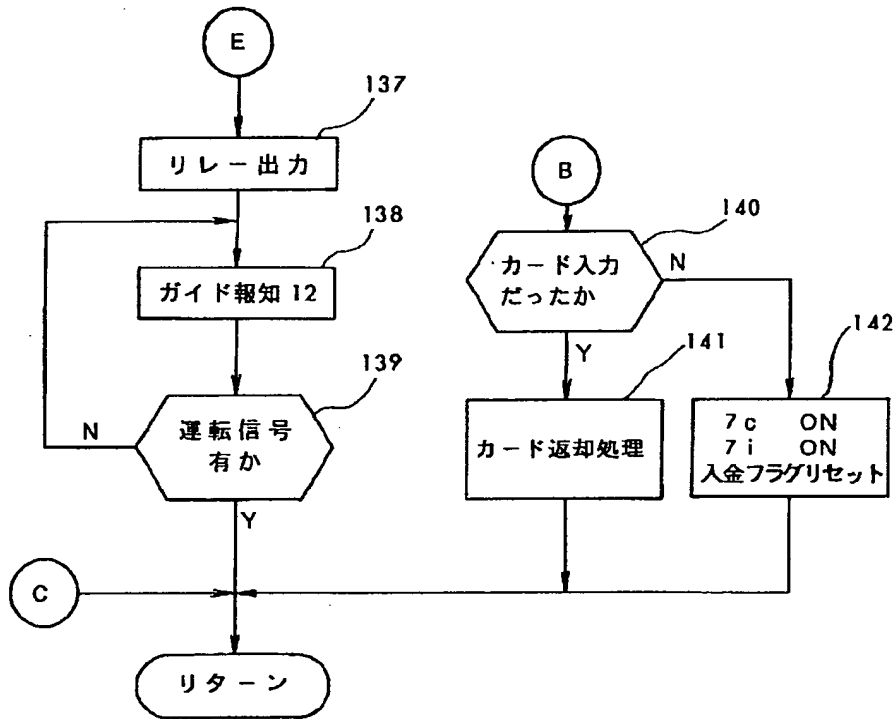 E
137
リレー出力
138
ガイド報知 12
139
運転信号
有か
N
Y
C
リターン
B
140
カード入力
だったか
N
Y
141
カード返却処理
142
7c ON
7i ON
入金フラグリセット